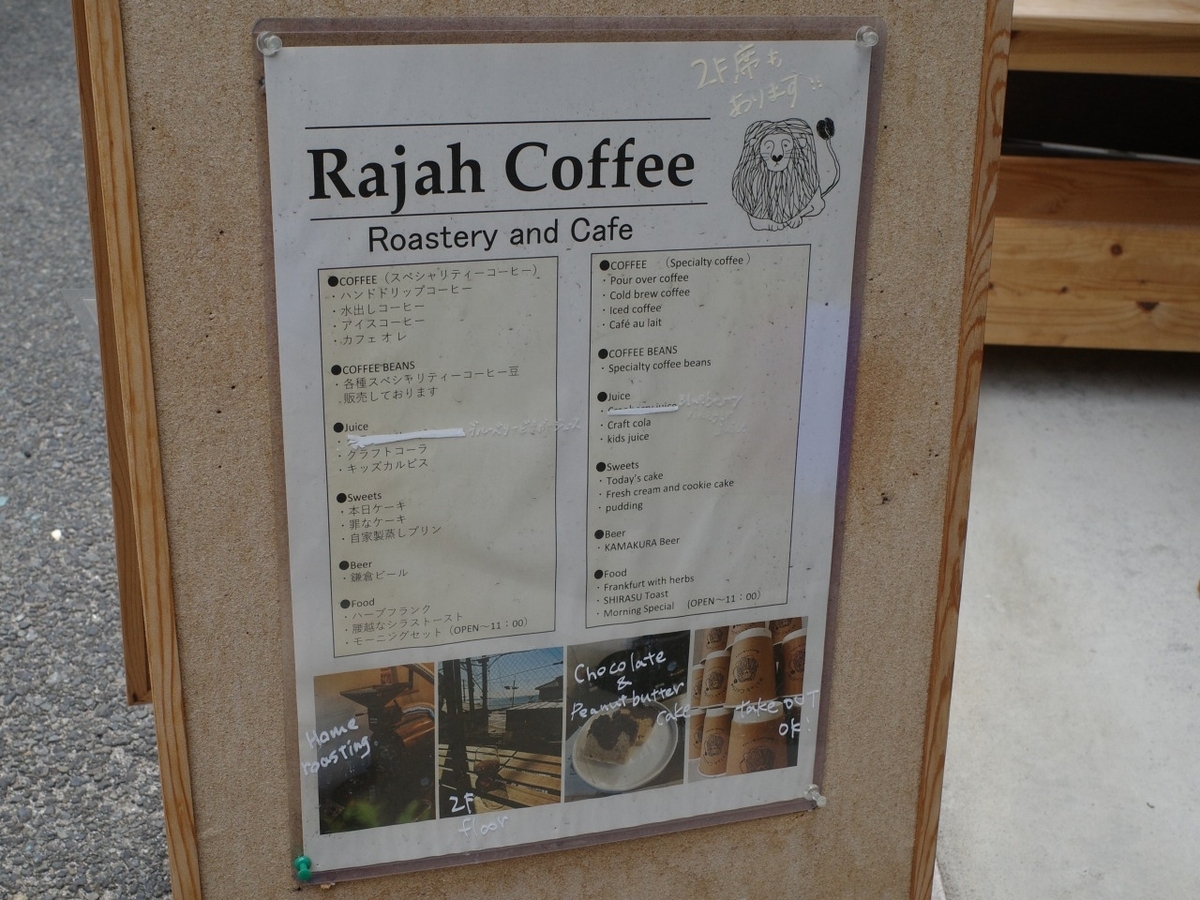 2F席も
あります
Rajah Coffee
Roastery and Cafe
●COFFEE（スペシャリティーコーヒー）
・ハンドドリップコーヒー
・水出しコーヒー
・アイスコーヒー
・カフェオレ
●COFFEE BEANS
・各種スペシャリティーコーヒー豆
販売しております
●Juice
・クラフトコーラ
・キッズカルピス
●Sweets
・本日ケーキ
・罪なケーキ
・自家製蒸しプリン
●Beer
・鎌倉ビール
●Food
・ハーブフランク
・腰越なシラストースト
・モーニングセット（OPEN～11：00）
●COFFEE （Specialty coffee）
・Pour over coffee
・Cold brew coffee
・Iced coffee
・Café au lait
●COFFEE BEANS
・Specialty coffee beans
●Juice
・Blueberry
・Craft cola
・kids juice
●Sweets
・Today's cake
・Fresh cream and cookie cake
・pudding
●Beer
・KAMAKURA Beer
●Food
・Frankfurt with herbs
・SHIRASU Toast
・Morning Special （OPEN～11：00）
Home
roasting.
2F
floor
Chocolate
&
Peanut butter
cake
take OUT
OK!